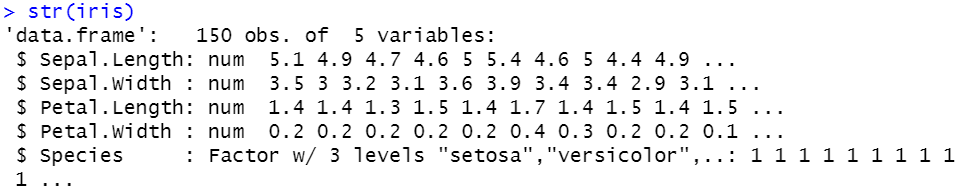 > str(iris)
'data.frame':   150 obs. of  5 variables:
 $ Sepal.Length: num  5.1 4.9 4.7 4.6 5 5.4 4.6 5 4.4 4.9 ...
 $ Sepal.Width : num  3.5 3 3.2 3.1 3.6 3.9 3.4 3.4 2.9 3.1 ...
 $ Petal.Length: num  1.4 1.4 1.3 1.5 1.4 1.7 1.4 1.5 1.4 1.5 ...
 $ Petal.Width : num  0.2 0.2 0.2 0.2 0.2 0.4 0.3 0.2 0.2 0.1 ...
 $ Species     : Factor w/ 3 levels "setosa","versicolor",..: 1 1 1 1 1 1 1 1 1
 1 ...